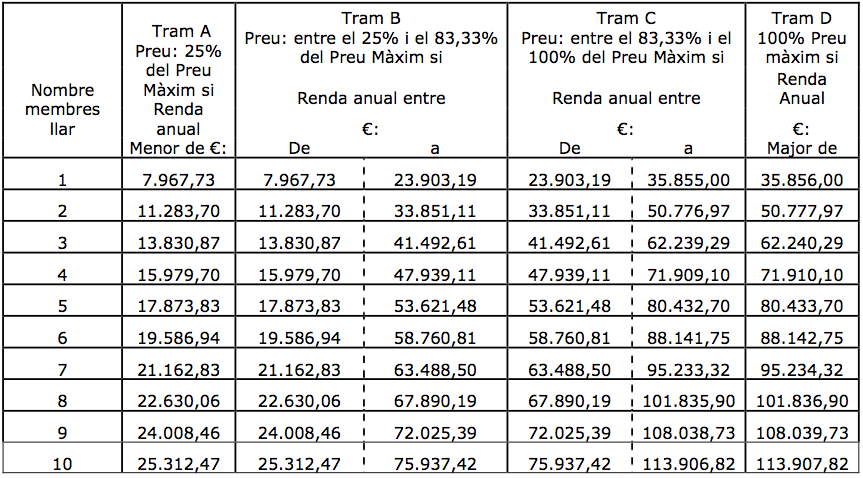 Nombre
membres
llar
Tram A
Preu: 25%
del Preu
Màxim si
Renda
anual
Menor de €:
Tram B
Preu: entre el 25% i el 83,33%
del Preu Màxim si
Renda anual entre
€:
De a
Tram C
Preu: entre el 83,33% i el
100% del Preu Màxim si
Renda anual entre
€:
De a
Tram D
100% Preu
màxim si
Renda
Anual
€:
Major de
1 7.967,73 7.967,73 23.903,19 23.903,19 35.855,00 35.856,00
2 11.283,70 11.283,70 33.851,11 33.851,11 50.776,97 50.777,97
3 13.830,87 13.830,87 41.492,61 41.492,61 62.239,29 62.240,29
4 15.979,70 15.979,70 47.939,11 47.939,11 71.909,10 71.910,10
5 17.873,83 17.873,83 53.621,48 53.621,48 80.432,70 80.433,70
6 19.586,94 19.586,94 58.760,81 58.760,81 88.141,75 88.142,75
7 21.162,83 21.162,83 63.488,50 63.488,50 95.233,32 95.234,32
8 22.630,06 22.630,06 67.890,19 67.890,19 101.835,90 101.836,90
9 24.008,46 24.008,46 72.025,39 72.025,39 108.038,73 108.039,73
10 25.312,47 25.312,47 75.937,42 75.937,42 113.906,82 113.907,82